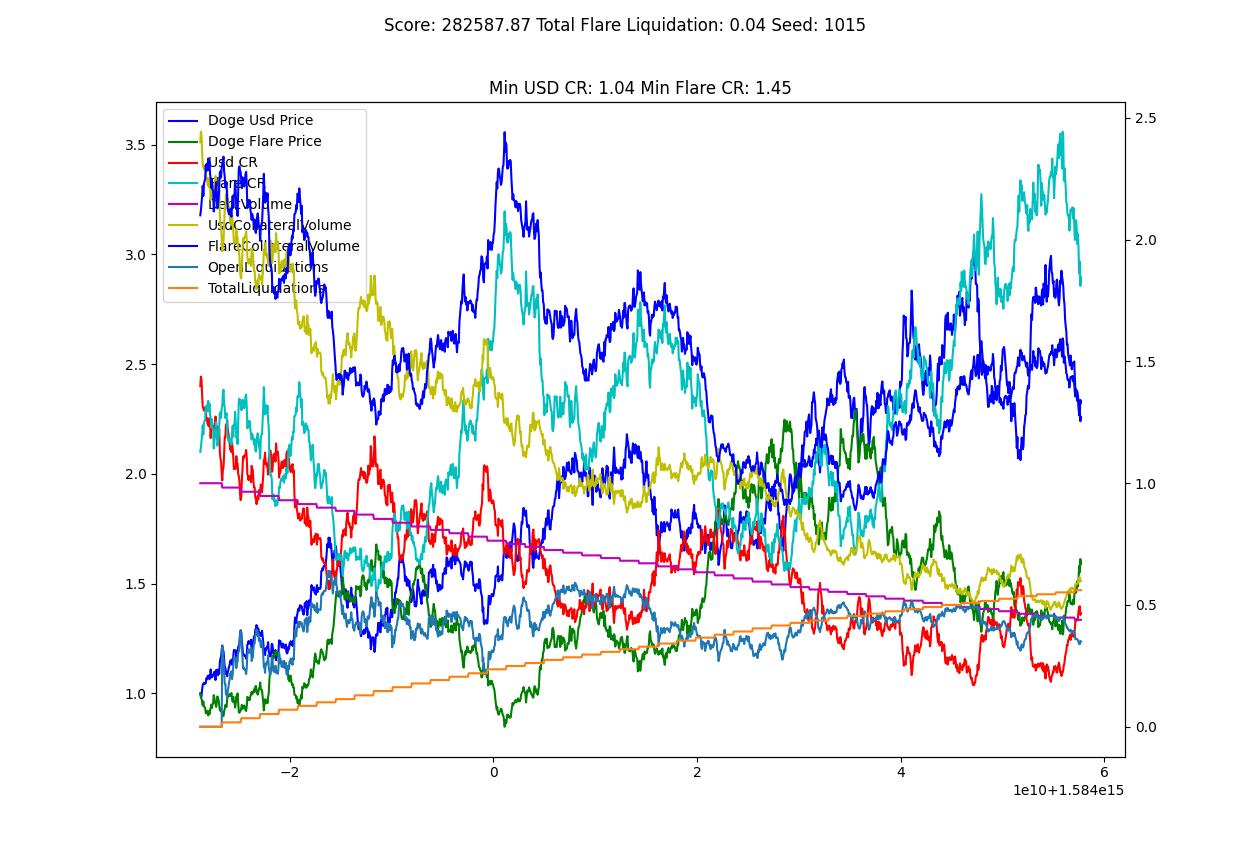 Score: 282587.87 Total Flare Liquidation: 0.04 Seed: 1015
Min USD CR: 1.04 Min Flare CR: 1.45
Doge Usd Price
Doge Flare Price
Usd CR
Flare CR
DebtVolume
UsdCollateralVolume
FlareCollateralVolume
OpenLiquidations
TotalLiquidations
3.5
3.0
2.5
2.0
1.5
1.0
2.5
2.0
1.5
1.0
0.5
0.0
−2
0
2
4
6
1e10+1.584e15